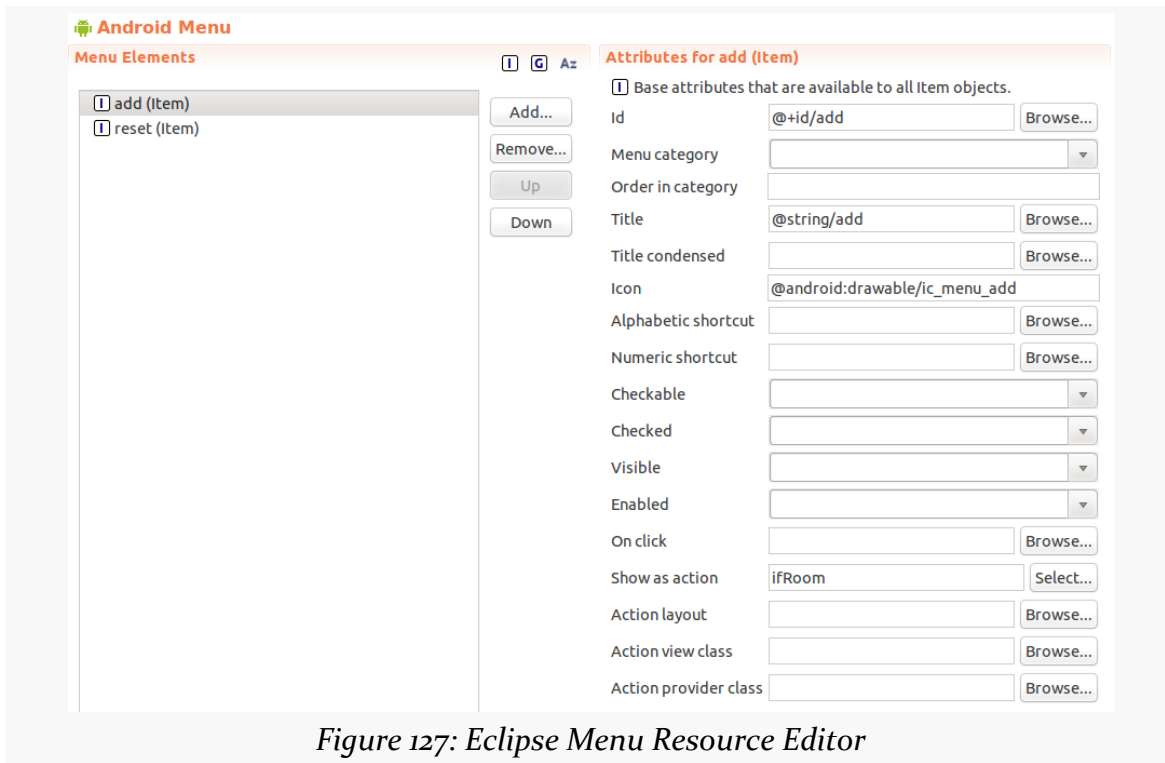 Android Menu
Menu Elements
I G Az
I add (Item)
I reset (Item)
Add...
Remove...
Up
Down
Attributes for add (Item)
I Base attributes that are available to all Item objects.
Id @+id/add Browse...
Menu category
Order in category
Title @string/add Browse...
Title condensed Browse...
Icon @android:drawable/ic_menu_add
Alphabetic shortcut Browse...
Numeric shortcut Browse...
Checkable
Checked
Visible
Enabled
On click Browse...
Show as action ifRoom Select...
Action layout Browse...
Action view class Browse...
Action provider class Browse...
Figure 127: Eclipse Menu Resource Editor